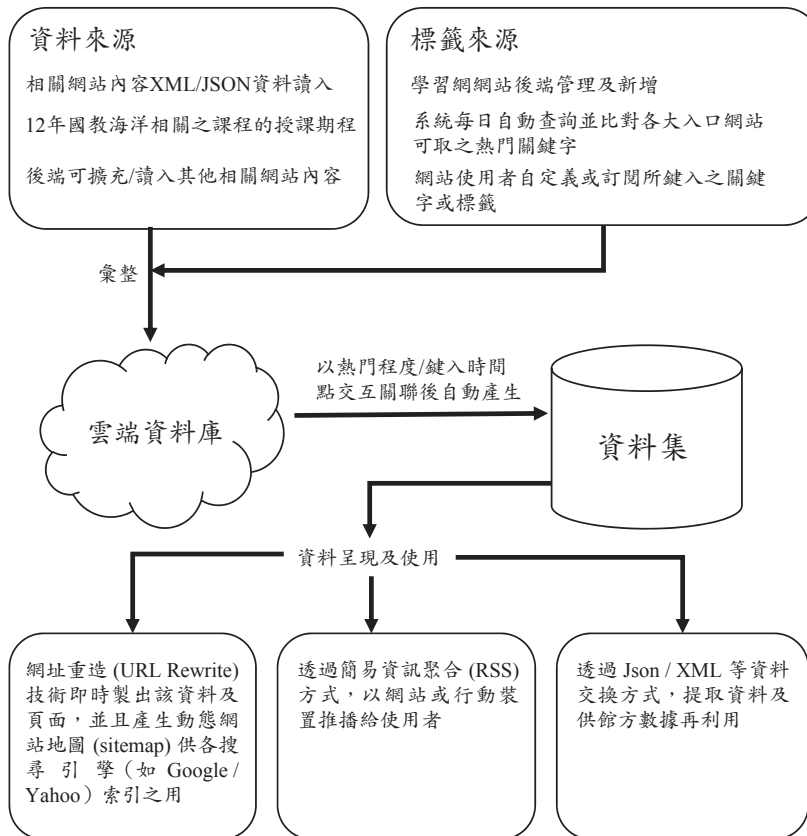 資料來源
相關網站內容XML/JSON資料讀入
12年國教海洋相關之課程的授課期程
後端可擴充/讀入其他相關網站內容
標籤來源
學習網網站後端管理及新增
系統每日自動查詢並比對各大入口網站
可取之熱門關鍵字
網站使用者自定義或訂閱所鍵入之關鍵
字或標籤
彙整
雲端資料庫
以熱門程度/鍵入時間
點交互關聯後自動產生
資料集
資料呈現及使用
網址重造 (URL Rewrite)
技術即時製出該資料及
頁面，並且產生動態網
站地圖 (sitemap) 供各搜
尋引擎（如 Google /
Yahoo）索引之用
透過簡易資訊聚合 (RSS)
方式，以網站或行動裝
置推播給使用者
透過 Json / XML 等資料
交換方式，提取資料及
供館方數據再利用